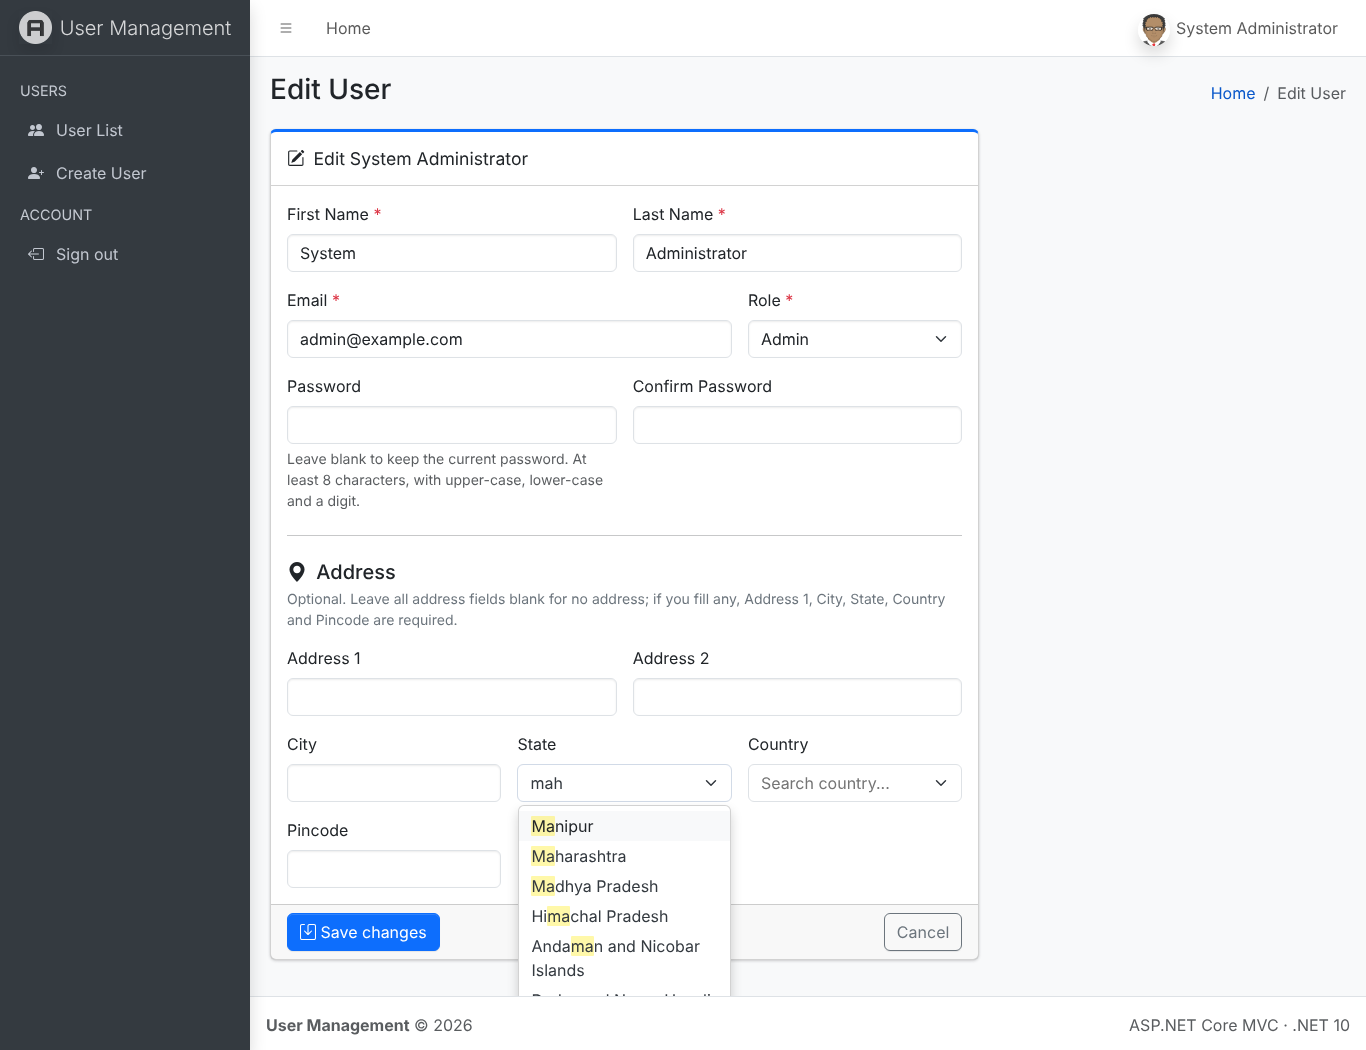 User Management
Home
System Administrator
Edit User
Home / Edit User
USERS
User List
Create User
ACCOUNT
Sign out
Edit System Administrator
First Name *
Last Name *
System
Administrator
Email *
Role *
admin@example.com
Admin
Password
Confirm Password
Leave blank to keep the current password. At
least 8 characters, with upper-case, lower-case
and a digit.
Address
Optional. Leave all address fields blank for no address; if you fill any, Address 1, City, State, Country
and Pincode are required.
Address 1
Address 2
City
State
Country
mah
Search country...
Pincode
Manipur
Maharashtra
Madhya Pradesh
Himachal Pradesh
Andaman and Nicobar
Islands
Save changes
Cancel
User Management © 2026
ASP.NET Core MVC · .NET 10